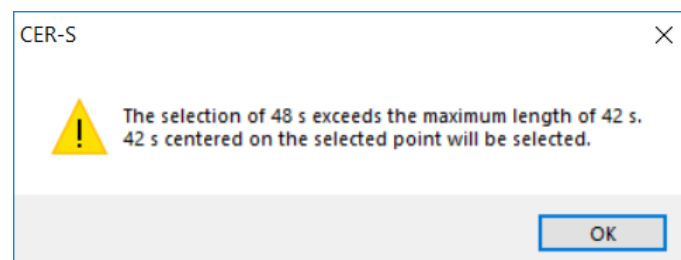 CER-S
The selection of 48 s exceeds the maximum length of 42 s.
42 s centered on the selected point will be selected.
OK